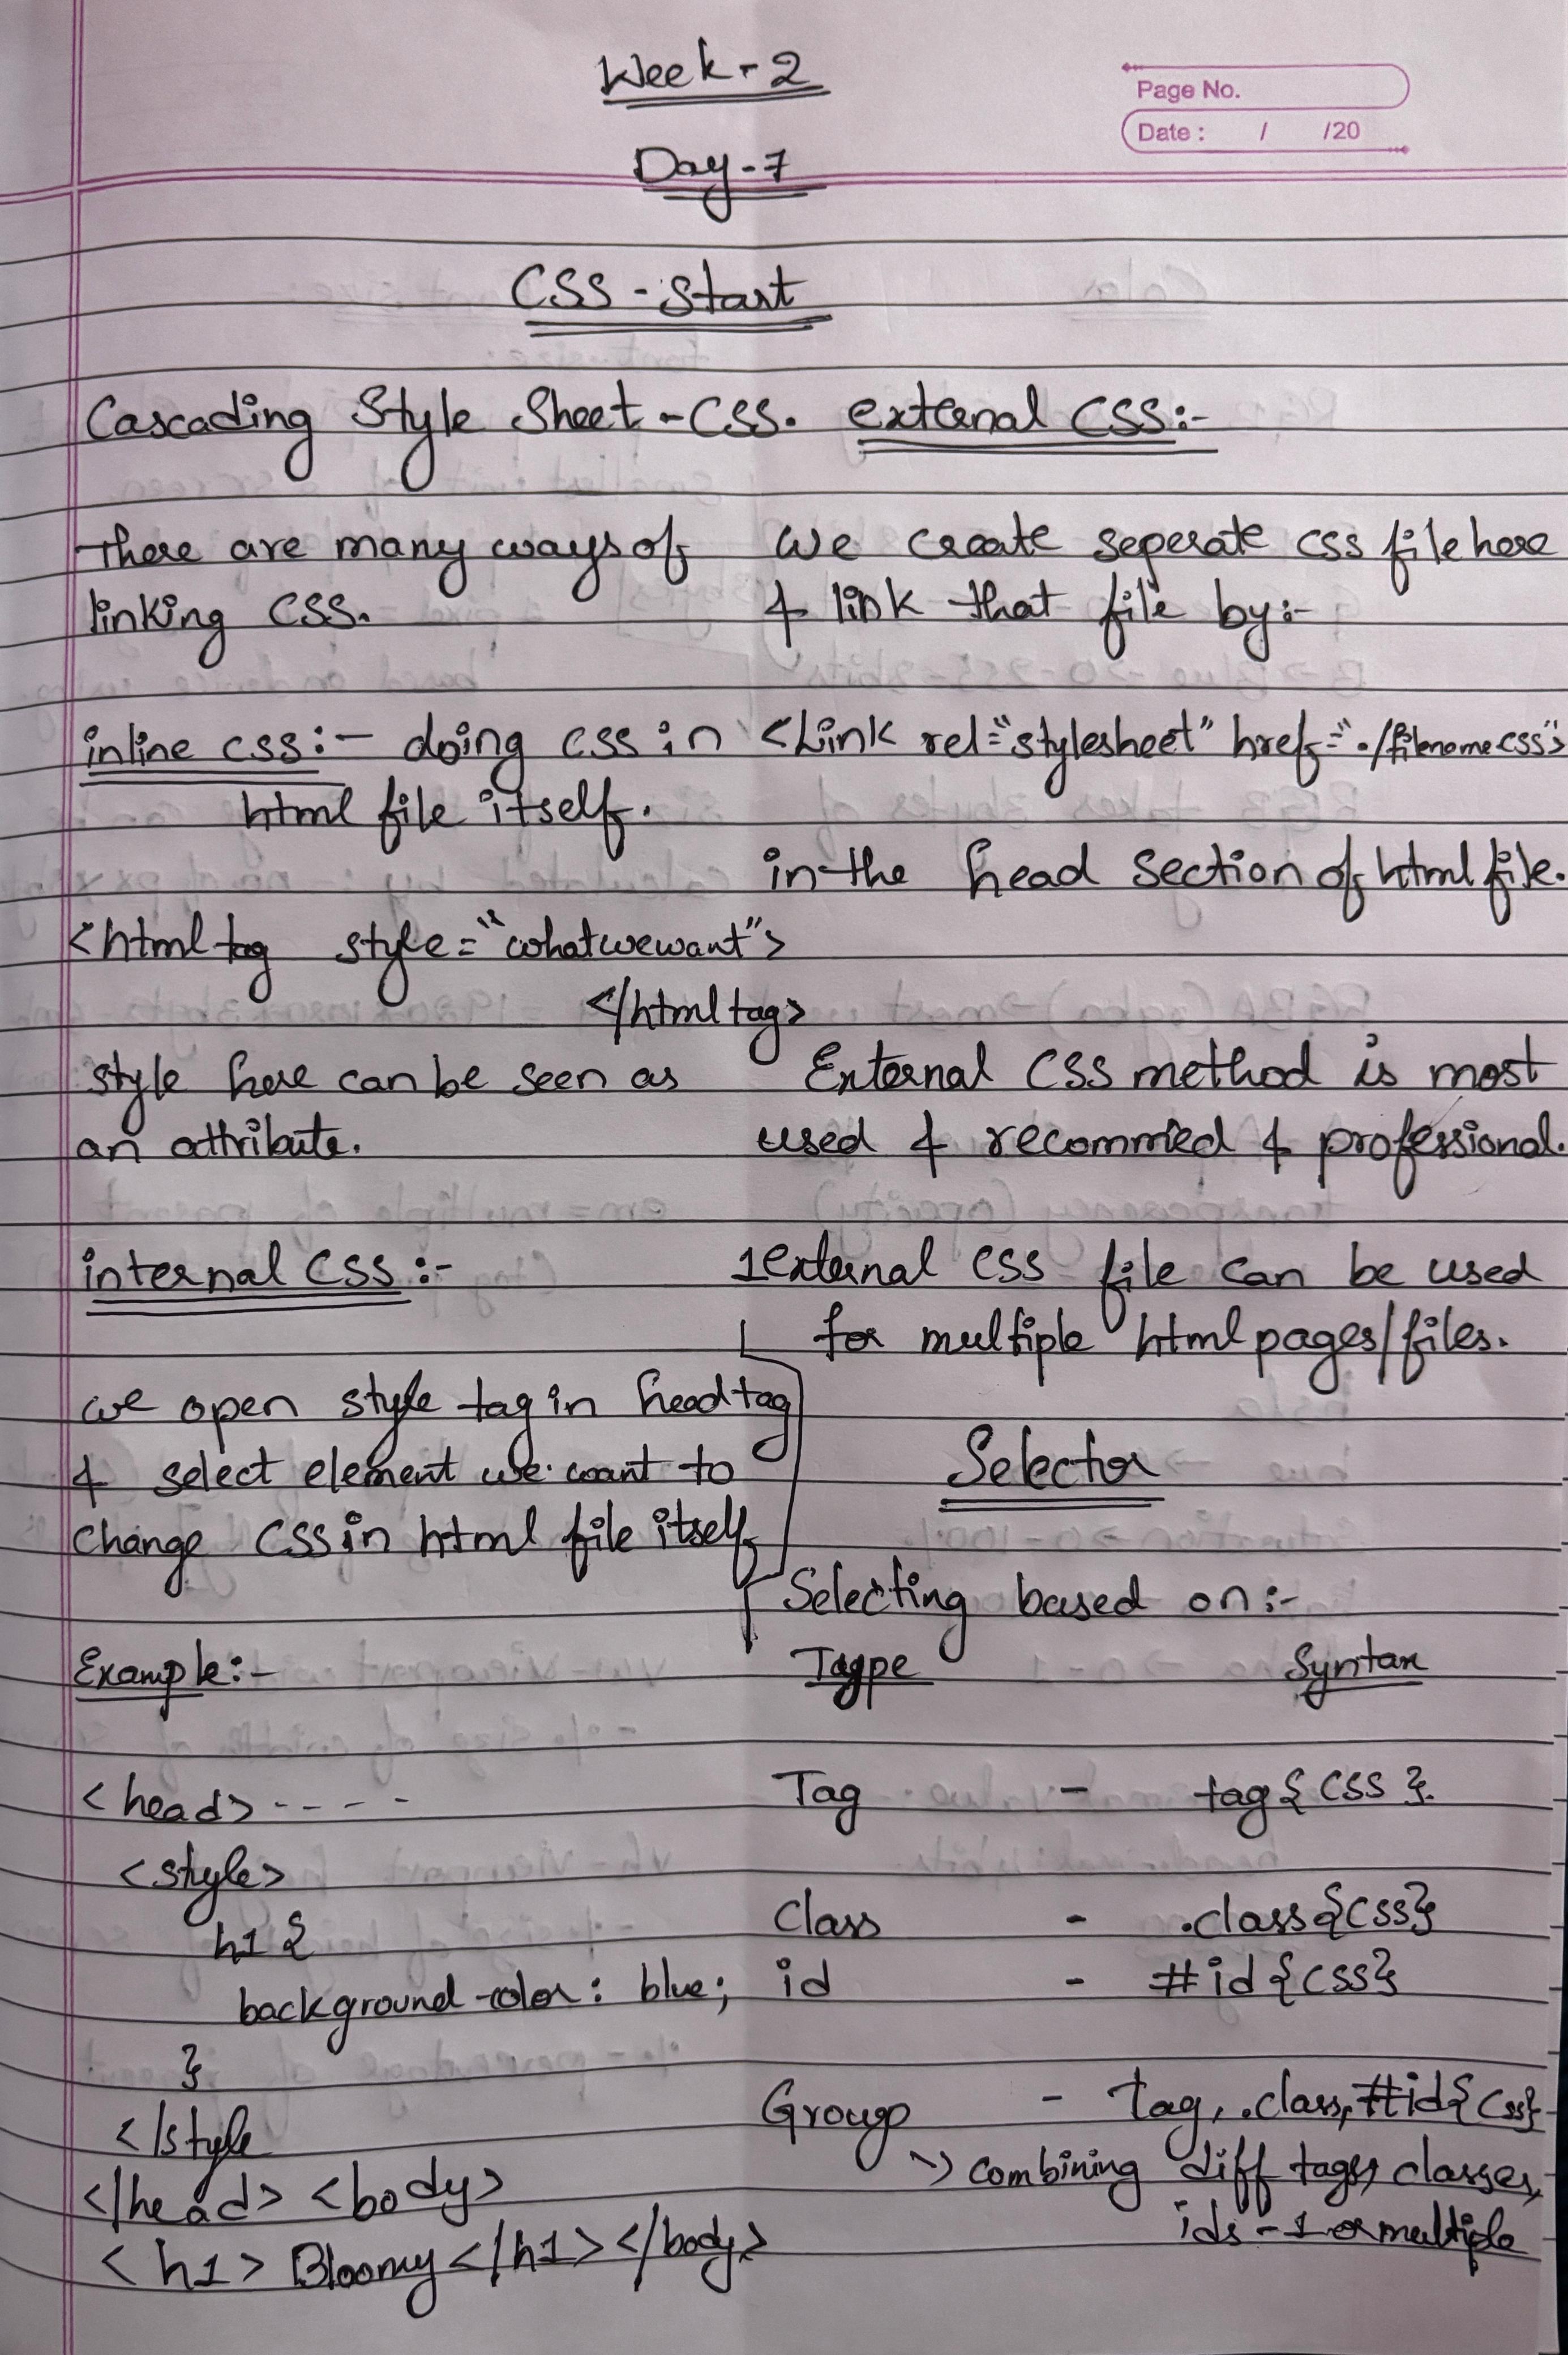 Week - 2
Page No.
Date : / /20
Day - 7
CSS - Start
Cascading Style Sheet - CSS.
There are many ways of
linking CSS.
inline css :- doing css in
html file itself.
<html tag style="whatwewant">
</html tag>
style here can be seen as
an attribute.
internal CSS :-
we open style tag in head tag
& select element we want to
change CSS in html file itself
Example :-
<head> - - - -
<style>
h1 {
background-color : blue;
}
</style
</head> <body>
<h1> Bloomy </h1> </body>
external CSS :-
we create seperate css file here
& link that file by :-
<Link rel="stylesheet" href="./filename.css">
in the head section of html file.
External CSS method is most
used & recommied & professional.
1 external css file can be used
for multiple html pages/files.
Selector
Selecting based on :-
Syntax
Tag - tag { CSS }.
Class - .class {CSS}
id - #id {CSS}
Group - tag, .class, #id {CSS}
combining diff tags, classes,
ids - 1 or multiple